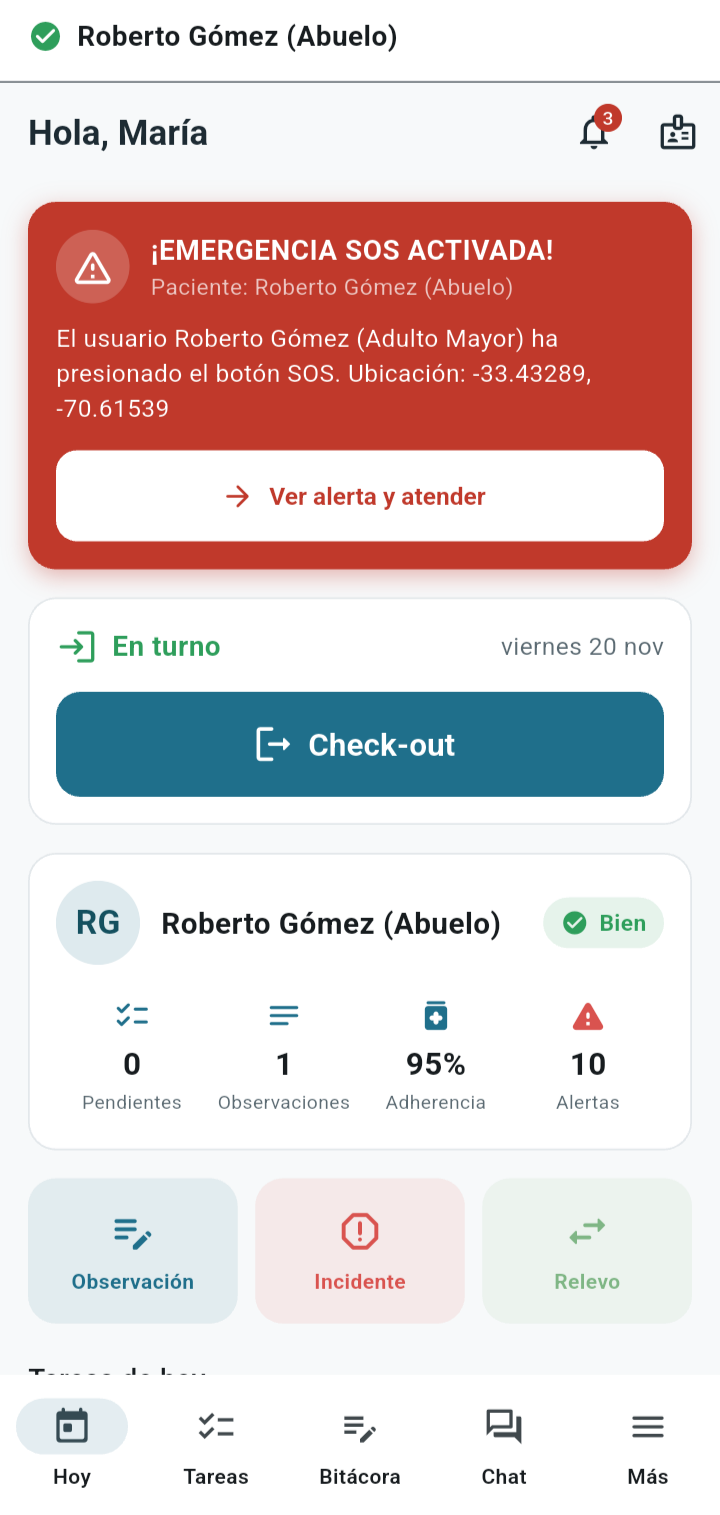 Roberto Gómez (Abuelo)
Hola, María
3
¡EMERGENCIA SOS ACTIVADA!
Paciente: Roberto Gómez (Abuelo)
El usuario Roberto Gómez (Adulto Mayor) ha
presionado el botón SOS. Ubicación: -33.43289,
-70.61539
Ver alerta y atender
En turno
viernes 20 nov
Check-out
RG
Roberto Gómez (Abuelo)
Bien
0
1
95%
10
Pendientes
Observaciones
Adherencia
Alertas
Observación
Incidente
Relevo
Tareas de hoy
Hoy
Tareas
Bitácora
Chat
Más